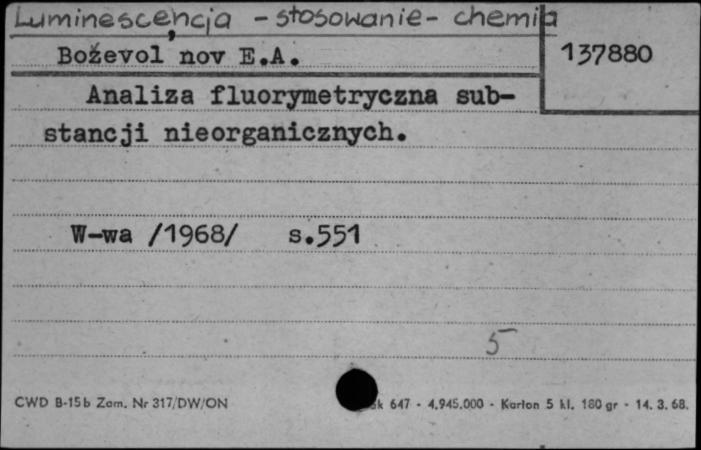 Luminescencja - stosowanie - chemia
Boževol'nov E.A.
137880
Analiza fluorymetryczna sub-
stancji nieorganicznych.
W-wa /1968/ s.551
5
CWD B-15b Zam. Nr 317/DW/ON
647 - 4.945.000 - Karton 5 kl. 180 gr - 14. 3. 68.